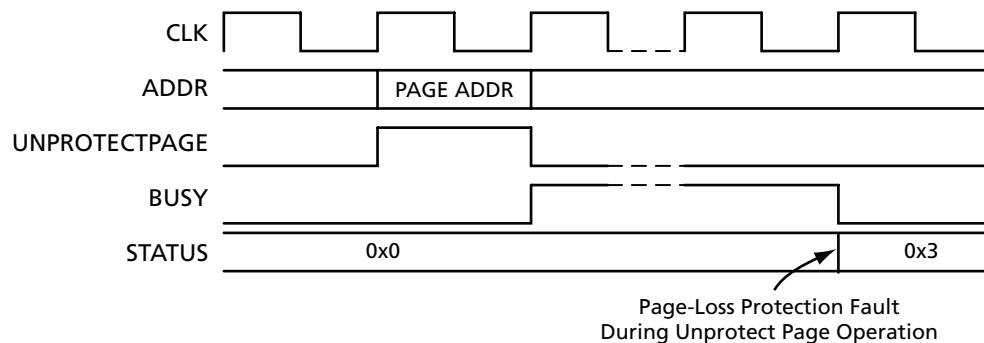 CLK
ADDR
PAGE ADDR
UNPROTECTPAGE
BUSY
STATUS
0x0
0x3
Page-Loss Protection Fault
During Unprotect Page Operation